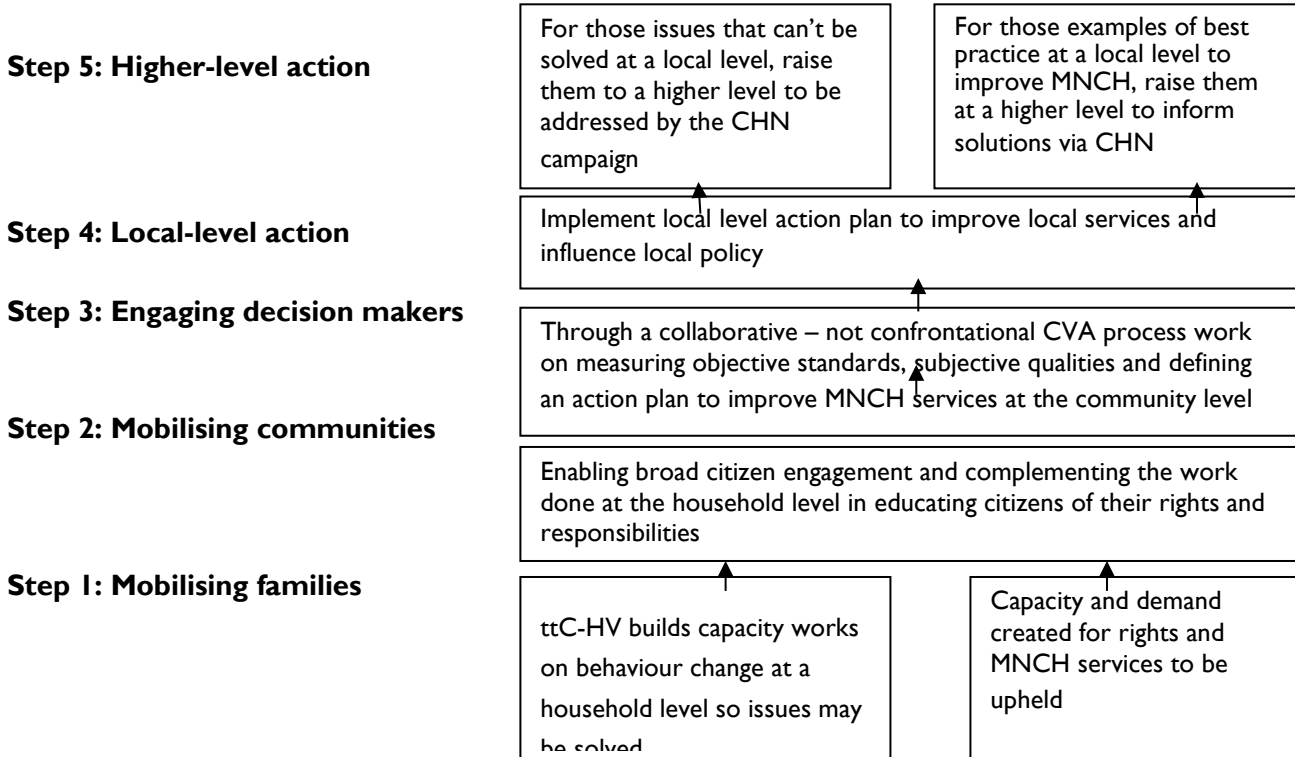 Step 5: Higher-level action
For those issues that can't be
solved at a local level, raise
them to a higher level to be
addressed by the CHN
campaign
For those examples of best
practice at a local level to
improve MNCH, raise them
at a higher level to inform
solutions via CHN
Step 4: Local-level action
Implement local level action plan to improve local services and
influence local policy
Step 3: Engaging decision makers
Through a collaborative – not confrontational CVA process work
on measuring objective standards, subjective qualities and defining
an action plan to improve MNCH services at the community level
Step 2: Mobilising communities
Enabling broad citizen engagement and complementing the work
done at the household level in educating citizens of their rights and
responsibilities
Step 1: Mobilising families
ttC-HV builds capacity works
on behaviour change at a
household level so issues may
be solved
Capacity and demand
created for rights and
MNCH services to be
upheld